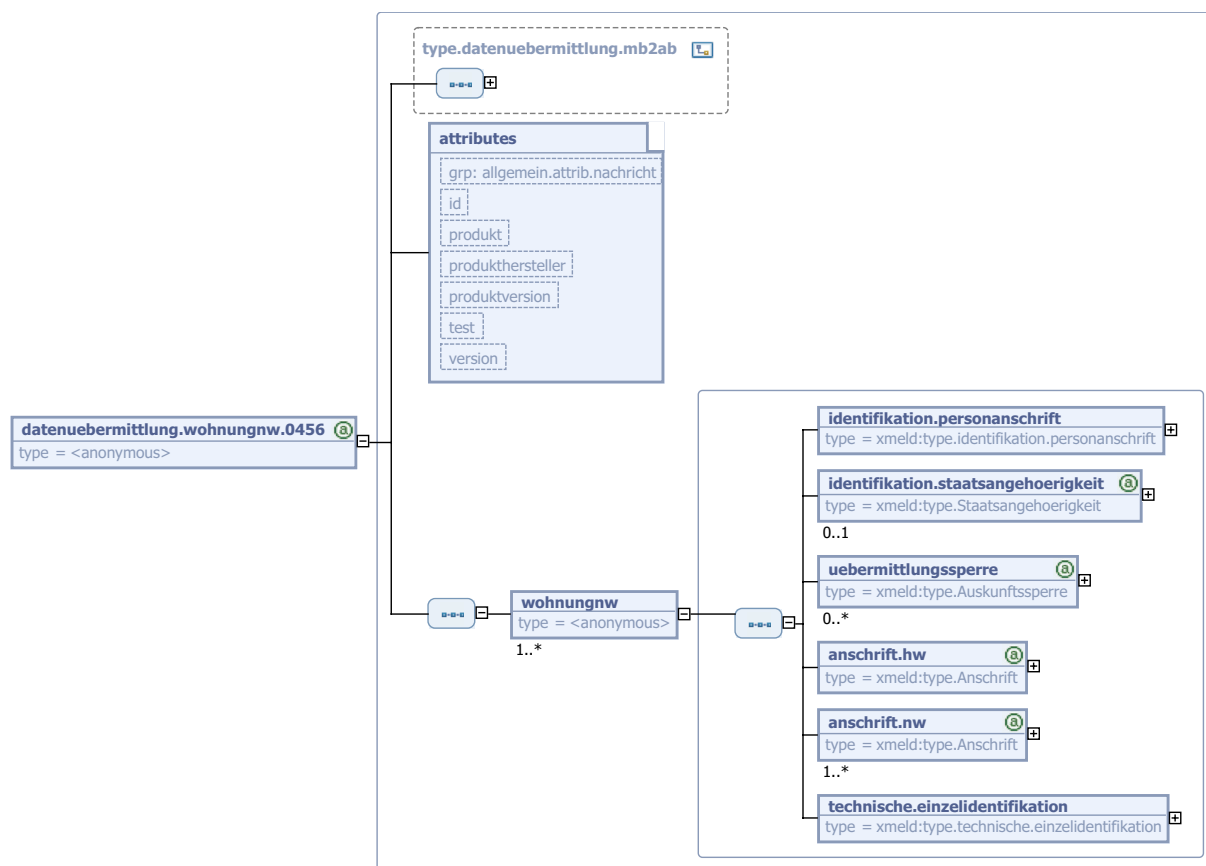 type.datenuebermittlung.mb2ab
attributes
grp: allgemein.attrib.nachricht
id
produkt
produkthersteller
produktversion
test
version
datenuebermittlung.wohnungnw.0456
type = <anonymous>
wohnungnw
type = <anonymous>
1..*
identifikation.personanschrift
type = xmeld:type.identifikation.personanschrift
identifikation.staatsangehoerigkeit
type = xmeld:type.Staatsangehoerigkeit
0..1
uebermittlungssperre
type = xmeld:type.Auskunftssperre
0..*
anschrift.hw
type = xmeld:type.Anschrift
anschrift.nw
type = xmeld:type.Anschrift
1..*
technische.einzelidentifikation
type = xmeld:type.technische.einzelidentifikation